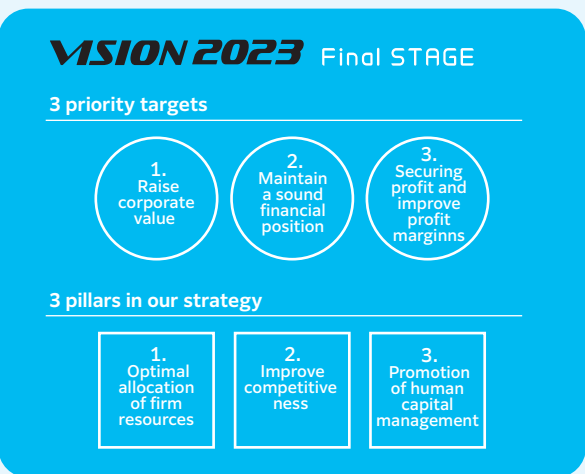 VISION 2023 Final STAGE
3 priority targets
1.
Raise
corporate
value
2.
Maintain
a sound
financial
position
3.
Securing
profit and
improve
profit
marginns
3 pillars in our strategy
1.
Optimal
allocation
of firm
resources
2.
Improve
competitive
ness
3.
Promotion
of human
capital
management